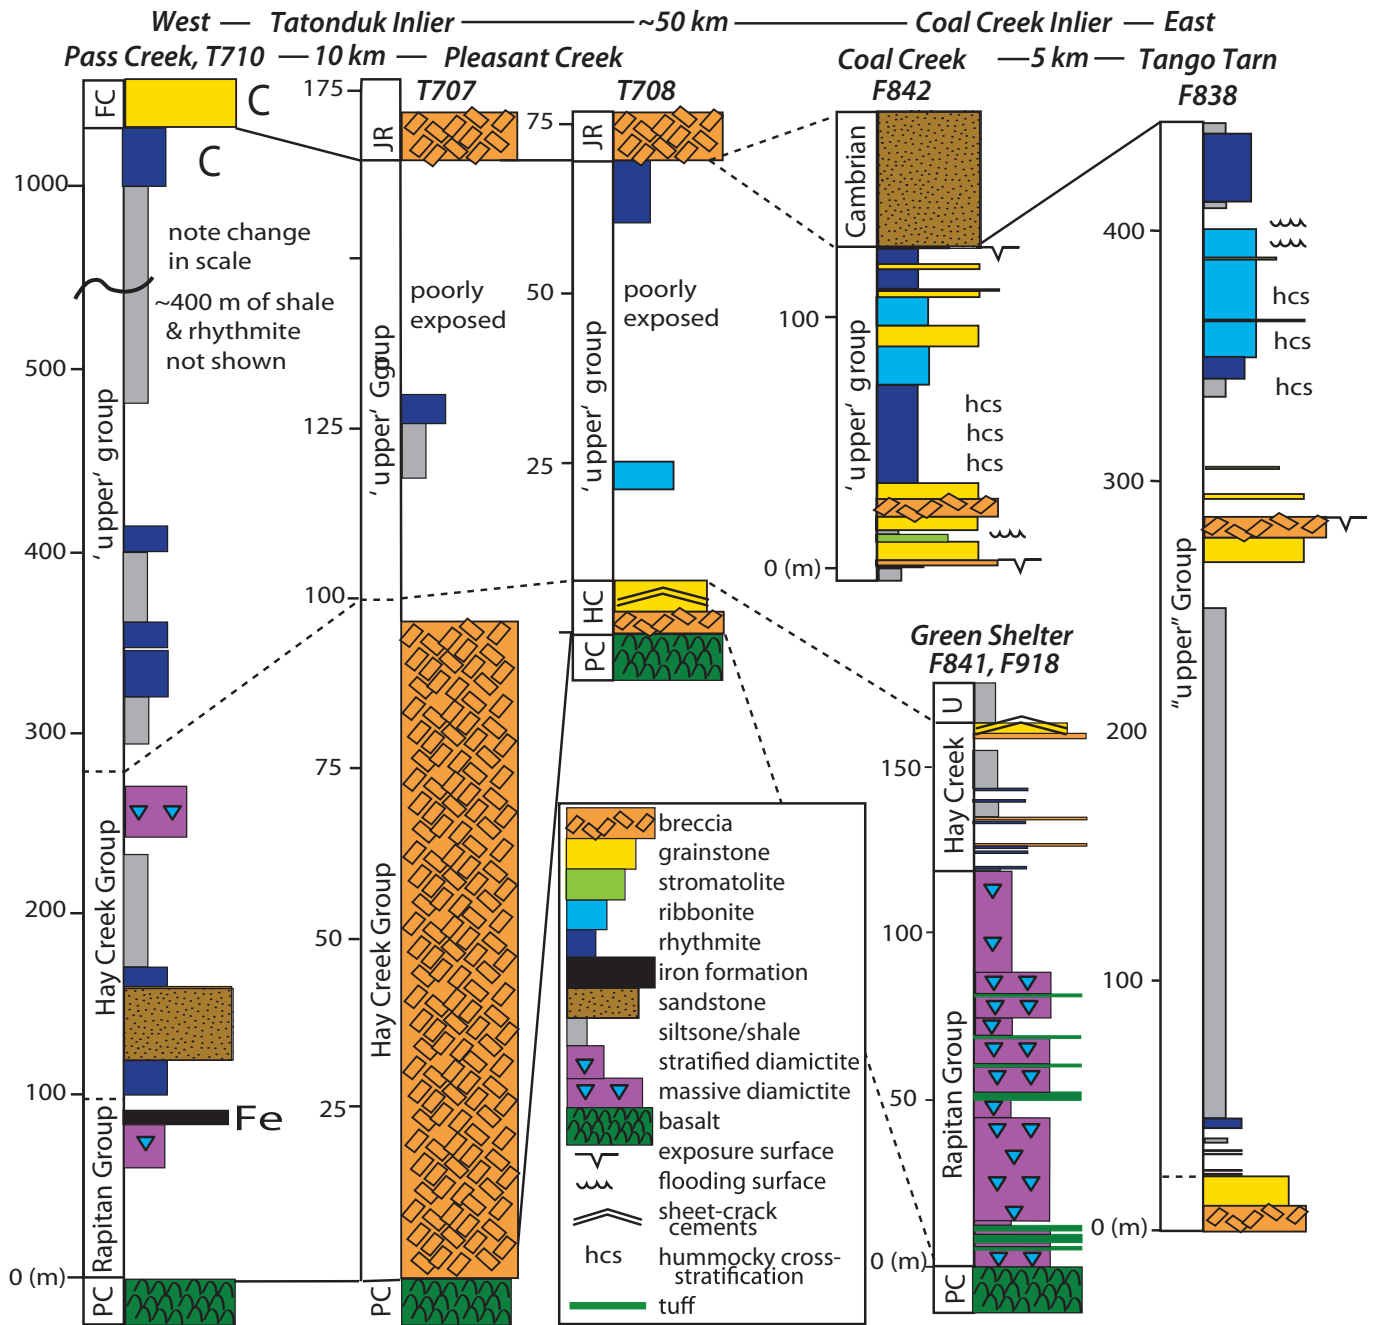 West — Tatonduk Inlier — ~50 km — Coal Creek Inlier — East
Pass Creek, T710 — 10 km — Pleasant Creek
T707
T708
Coal Creek — 5 km — Tango Tarn
F842
F838
FC
C
C
1000
note change
in scale
~400 m of shale
& rhythmite
not shown
500
400
300
200
100
0 (m)
'upper' group
Hay Creek Group
Rapitan Group
Fe
PC
175
JR
125
100
75
50
25
poorly
exposed
'upper' Group
Hay Creek Group
PC
75
JR
50
25
poorly
exposed
'upper' group
HC
PC
Cambrian
100
'upper' group
hcs
hcs
hcs
0 (m)
Green Shelter
F841, F918
U
Hay Creek
150
100
Rapitan Group
50
0 (m)
PC
400
hcs
hcs
hcs
300
"upper" Group
200
100
0 (m)
breccia
grainstone
stromatolite
ribbonite
rhythmite
iron formation
sandstone
siltsone/shale
stratified diamictite
massive diamictite
basalt
exposure surface
flooding surface
sheet-crack
cements
hcs
hummocky cross-
stratification
tuff